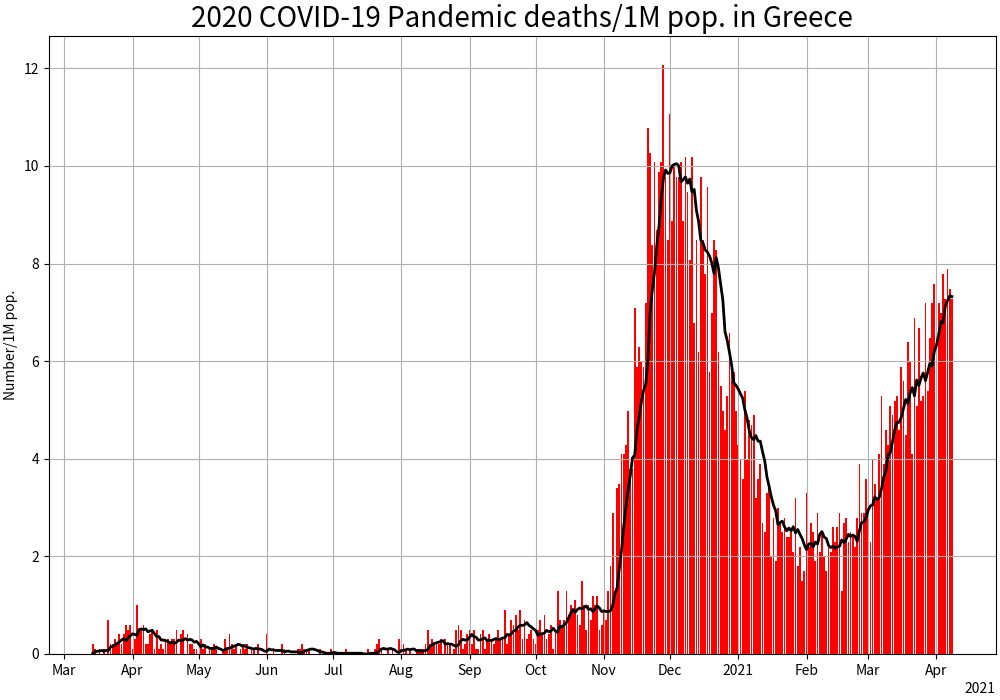 2020 COVID-19 Pandemic deaths/1M pop. in Greece
Number/1M pop.
12
10
8
6
4
2
0
Mar Apr May Jun Jul Aug Sep Oct Nov Dec 2021 Feb Mar Apr
2021